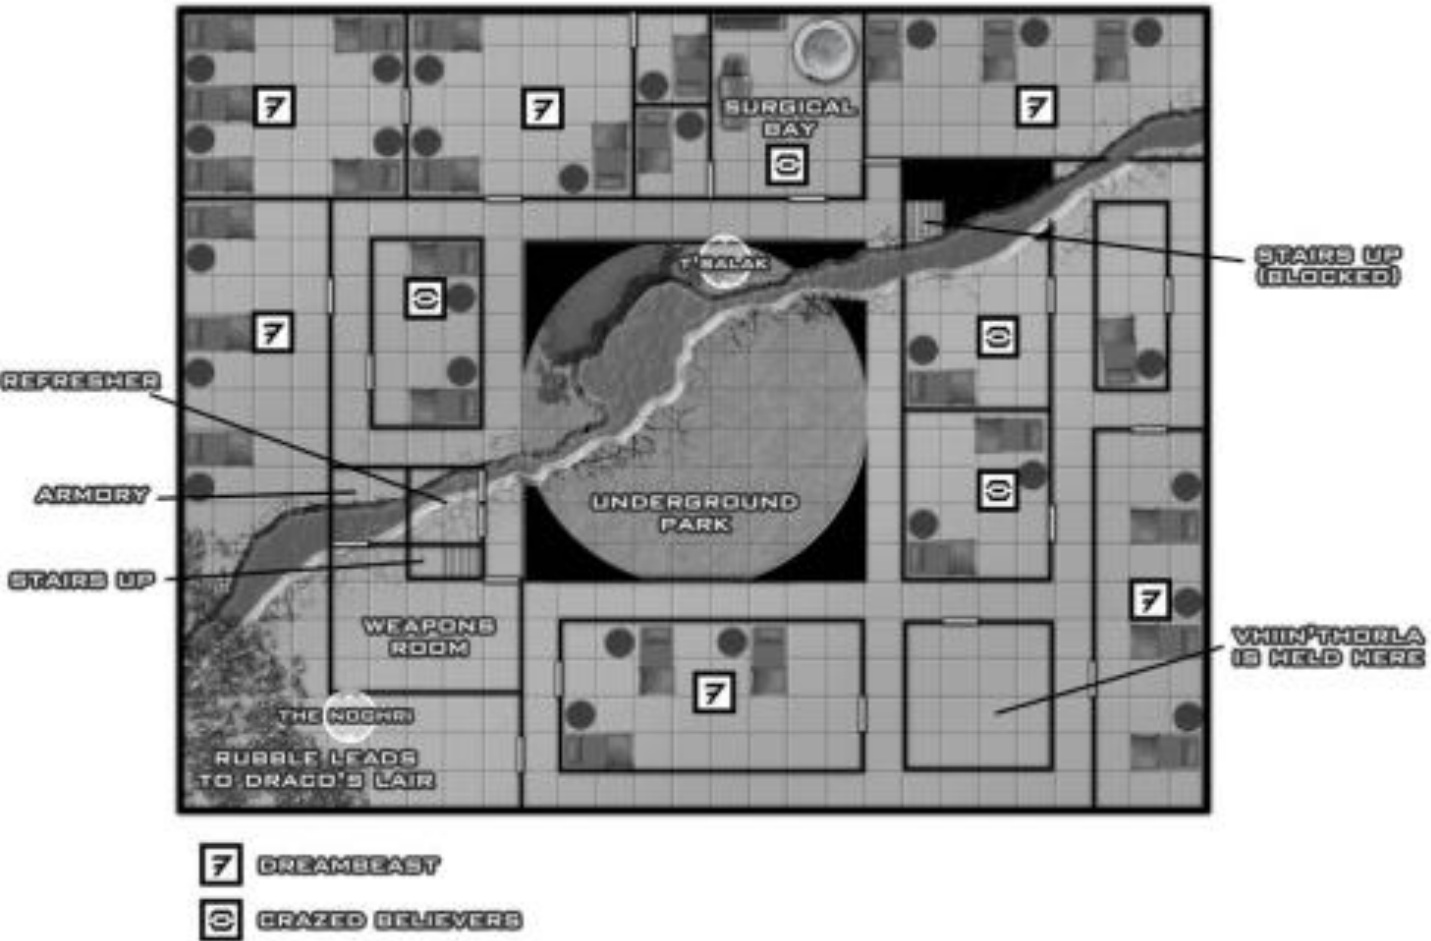 SURGICAL
BAY
T'SALAK
STAIRS UP
(BLOCKED)
REFRESHER
ARMORY
UNDERGROUND
PARK
STAIRS UP
WEAPONS
ROOM
VHIIN'THORLA
IS HELD HERE
THE NOGHRI
RUBBLE LEADS
TO DRACO'S LAIR
DREAMBEAST
CRAZED BELIEVERS